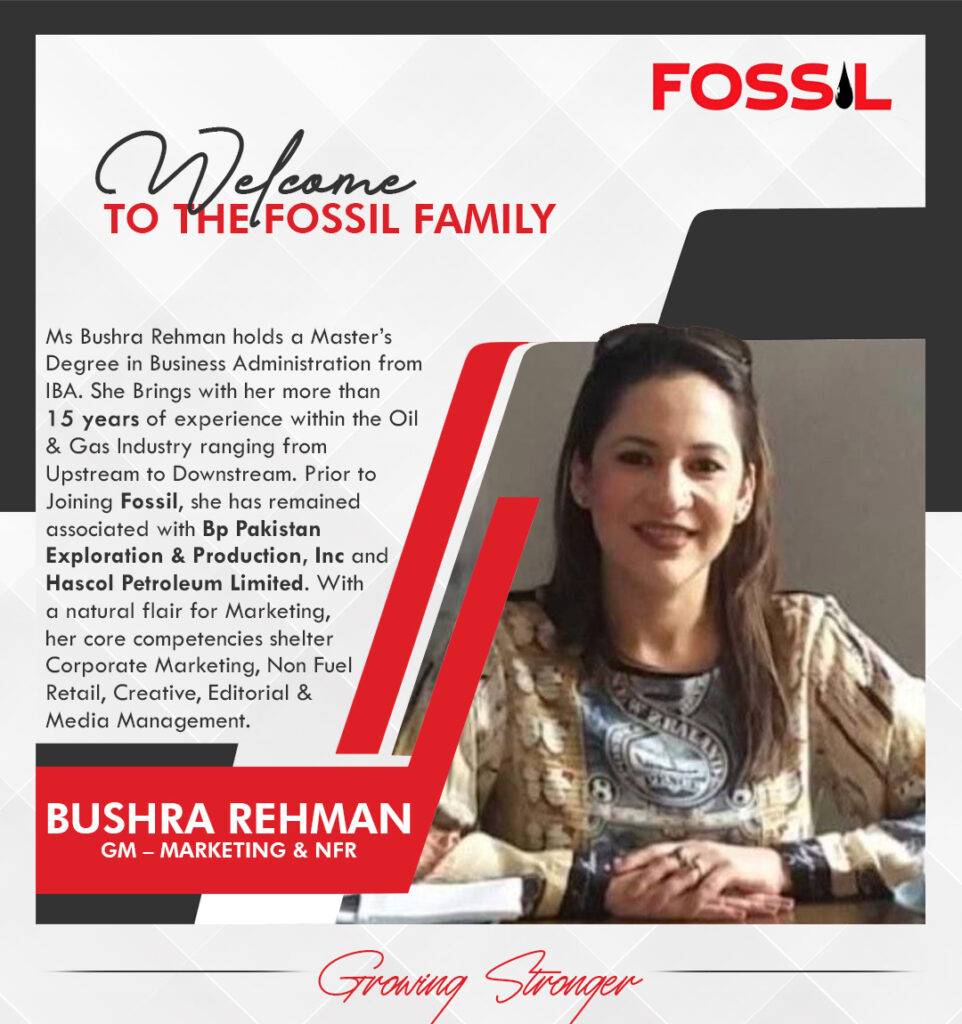 FOSSIL
Welcome
TO THE FOSSIL FAMILY
Ms Bushra Rehman holds a Master's
Degree in Business Administration from
IBA. She Brings with her more than
15 years of experience within the Oil
& Gas Industry ranging from
Upstream to Downstream. Prior to
Joining Fossil, she has remained
associated with Bp Pakistan
Exploration & Production, Inc and
Hascol Petroleum Limited. With
a natural flair for Marketing,
her core competencies shelter
Corporate Marketing, Non Fuel
Retail, Creative, Editorial &
Media Management.
BUSHRA REHMAN
GM – MARKETING & NFR
Growing Stronger